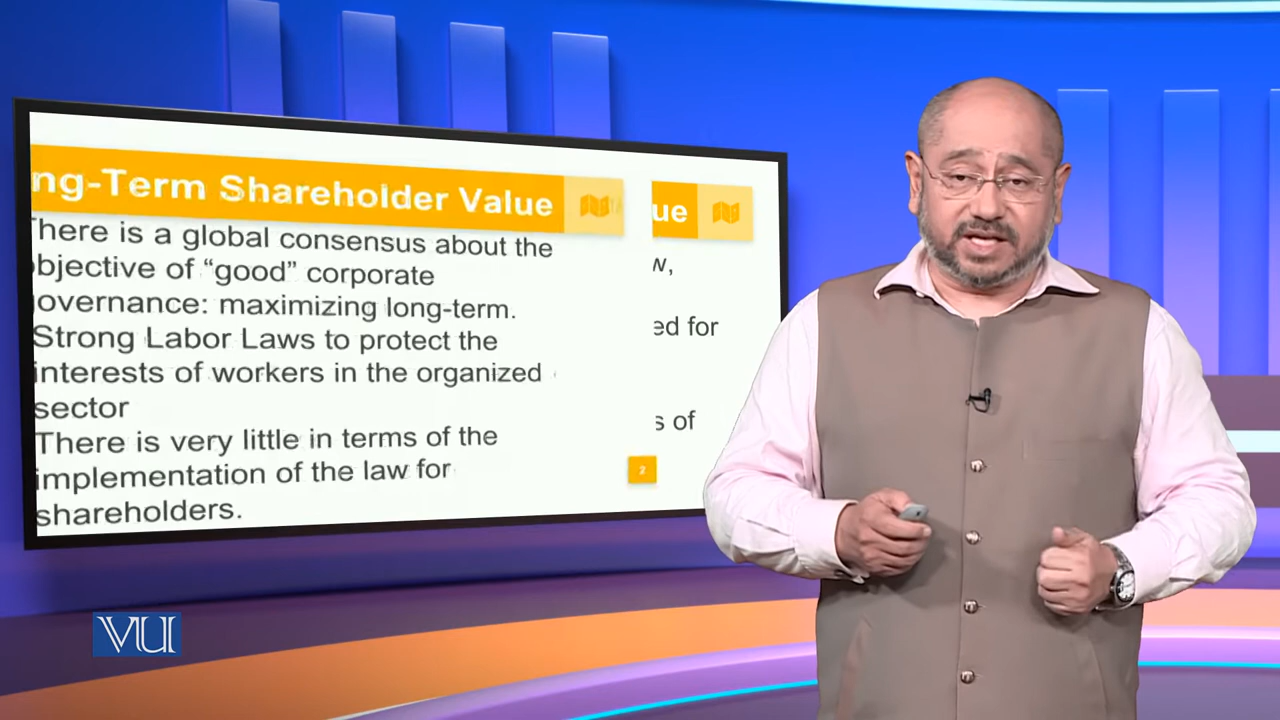 ng-Term Shareholder Value
There is a global consensus about the
bjective of “good” corporate
overnance: maximizing long-term.
Strong Labor Laws to protect the
interests of workers in the organized
sector
There is very little in terms of the
implementation of the law for
shareholders.
2
ue
w,
ed for
s of
VU